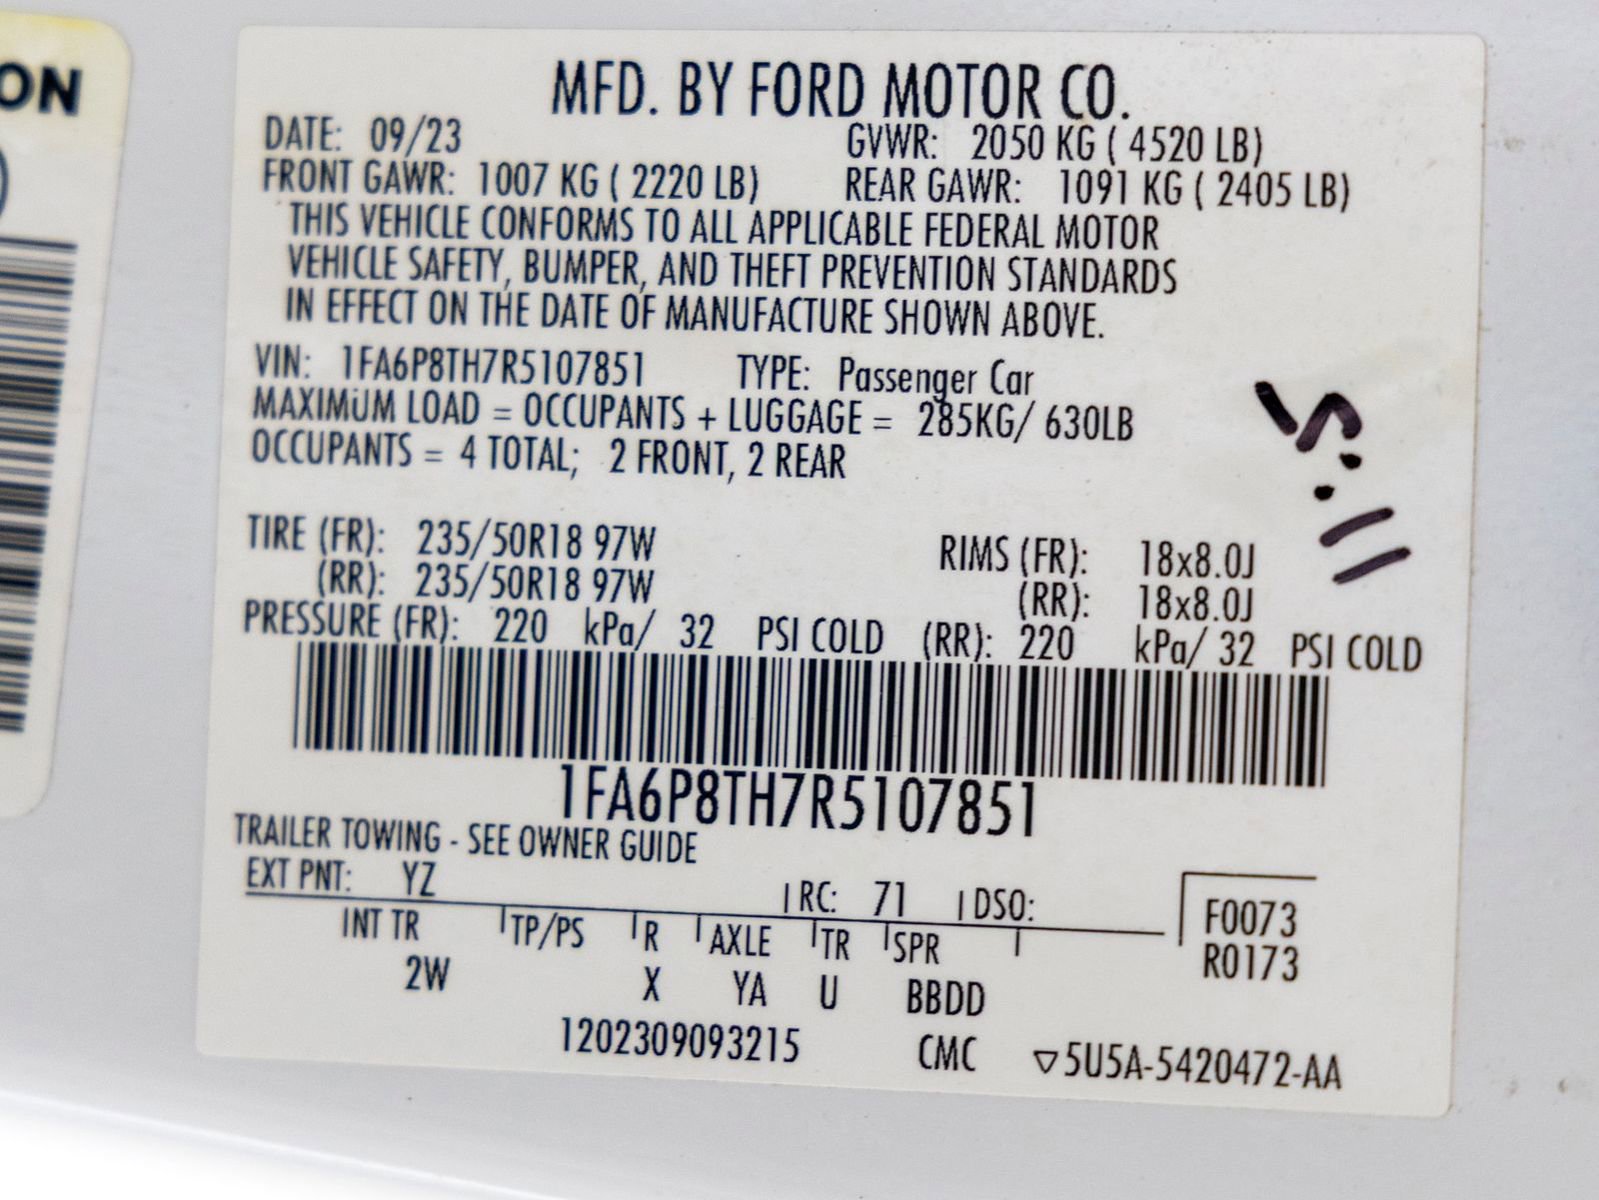 ON
MFD. BY FORD MOTOR CO.
DATE: 09/23 GVWR: 2050 KG ( 4520 LB)
FRONT GAWR: 1007 KG ( 2220 LB) REAR GAWR: 1091 KG ( 2405 LB)
THIS VEHICLE CONFORMS TO ALL APPLICABLE FEDERAL MOTOR
VEHICLE SAFETY, BUMPER, AND THEFT PREVENTION STANDARDS
IN EFFECT ON THE DATE OF MANUFACTURE SHOWN ABOVE.
VIN: 1FA6P8TH7R5107851 TYPE: Passenger Car
MAXIMUM LOAD = OCCUPANTS + LUGGAGE = 285KG/ 630LB
OCCUPANTS = 4 TOTAL; 2 FRONT, 2 REAR
TIRE (FR): 235/50R18 97W RIMS (FR): 18x8.0J
(RR): 235/50R18 97W (RR): 18x8.0J
PRESSURE (FR): 220 kPa/ 32 PSI COLD (RR): 220 kPa/ 32 PSI COLD
1FA6P8TH7R5107851
TRAILER TOWING - SEE OWNER GUIDE
EXT PNT: YZ RC: 71 DSO:
INT TR TP/PS R AXLE TR SPR F0073
2W X YA U BBDD R0173
1202309093215 CMC ▽5U5A-5420472-AA
5:11